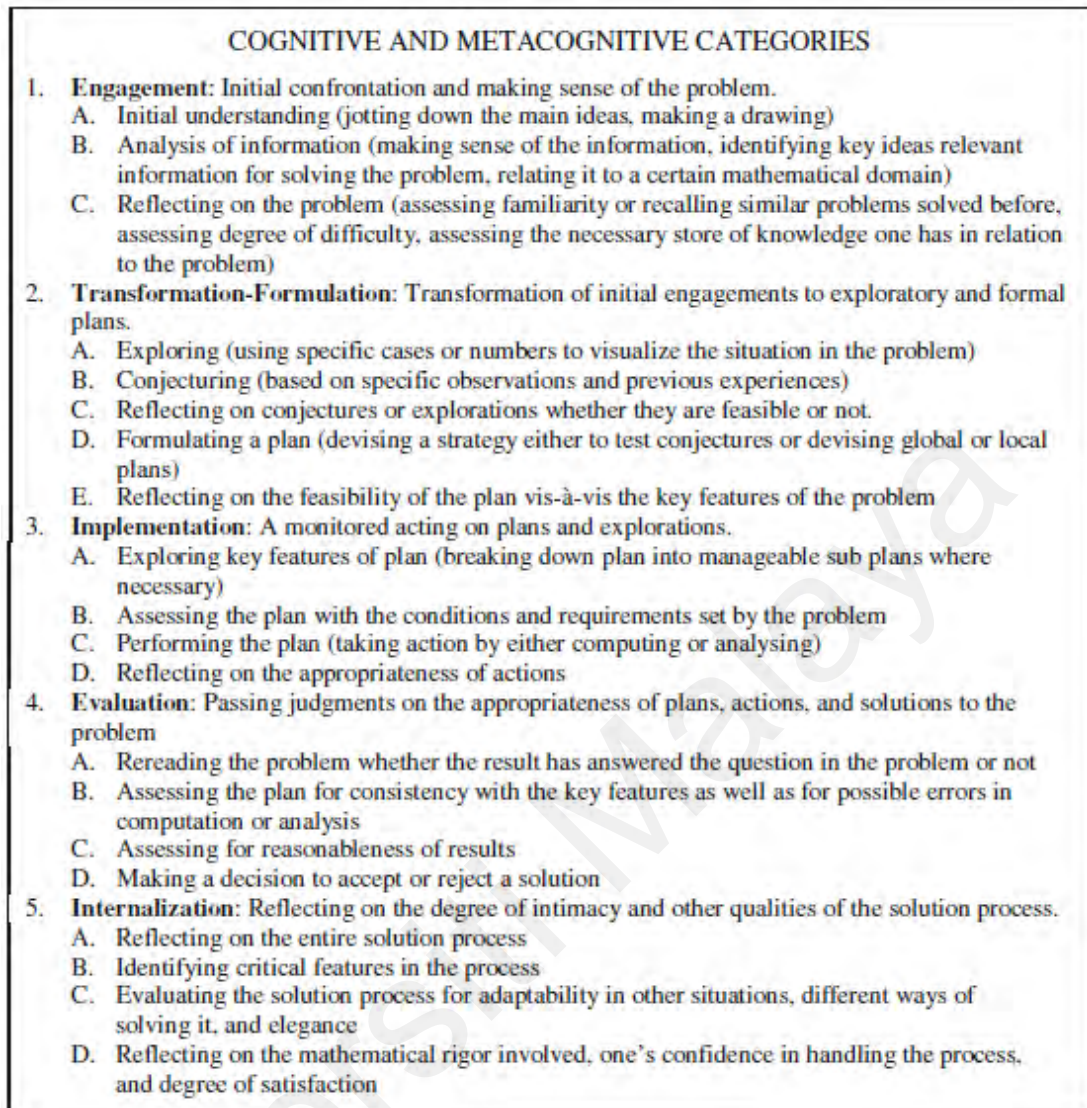 COGNITIVE AND METACOGNITIVE CATEGORIES
1. Engagement: Initial confrontation and making sense of the problem.
A. Initial understanding (jotting down the main ideas, making a drawing)
B. Analysis of information (making sense of the information, identifying key ideas relevant
information for solving the problem, relating it to a certain mathematical domain)
C. Reflecting on the problem (assessing familiarity or recalling similar problems solved before,
assessing degree of difficulty, assessing the necessary store of knowledge one has in relation
to the problem)
2. Transformation-Formulation: Transformation of initial engagements to exploratory and formal
plans.
A. Exploring (using specific cases or numbers to visualize the situation in the problem)
B. Conjecturing (based on specific observations and previous experiences)
C. Reflecting on conjectures or explorations whether they are feasible or not.
D. Formulating a plan (devising a strategy either to test conjectures or devising global or local
plans)
E. Reflecting on the feasibility of the plan vis-à-vis the key features of the problem
3. Implementation: A monitored acting on plans and explorations.
A. Exploring key features of plan (breaking down plan into manageable sub plans where
necessary)
B. Assessing the plan with the conditions and requirements set by the problem
C. Performing the plan (taking action by either computing or analysing)
D. Reflecting on the appropriateness of actions
4. Evaluation: Passing judgments on the appropriateness of plans, actions, and solutions to the
problem
A. Rereading the problem whether the result has answered the question in the problem or not
B. Assessing the plan for consistency with the key features as well as for possible errors in
computation or analysis
C. Assessing for reasonableness of results
D. Making a decision to accept or reject a solution
5. Internalization: Reflecting on the degree of intimacy and other qualities of the solution process.
A. Reflecting on the entire solution process
B. Identifying critical features in the process
C. Evaluating the solution process for adaptability in other situations, different ways of
solving it, and elegance
D. Reflecting on the mathematical rigor involved, one's confidence in handling the process,
and degree of satisfaction
Malaya